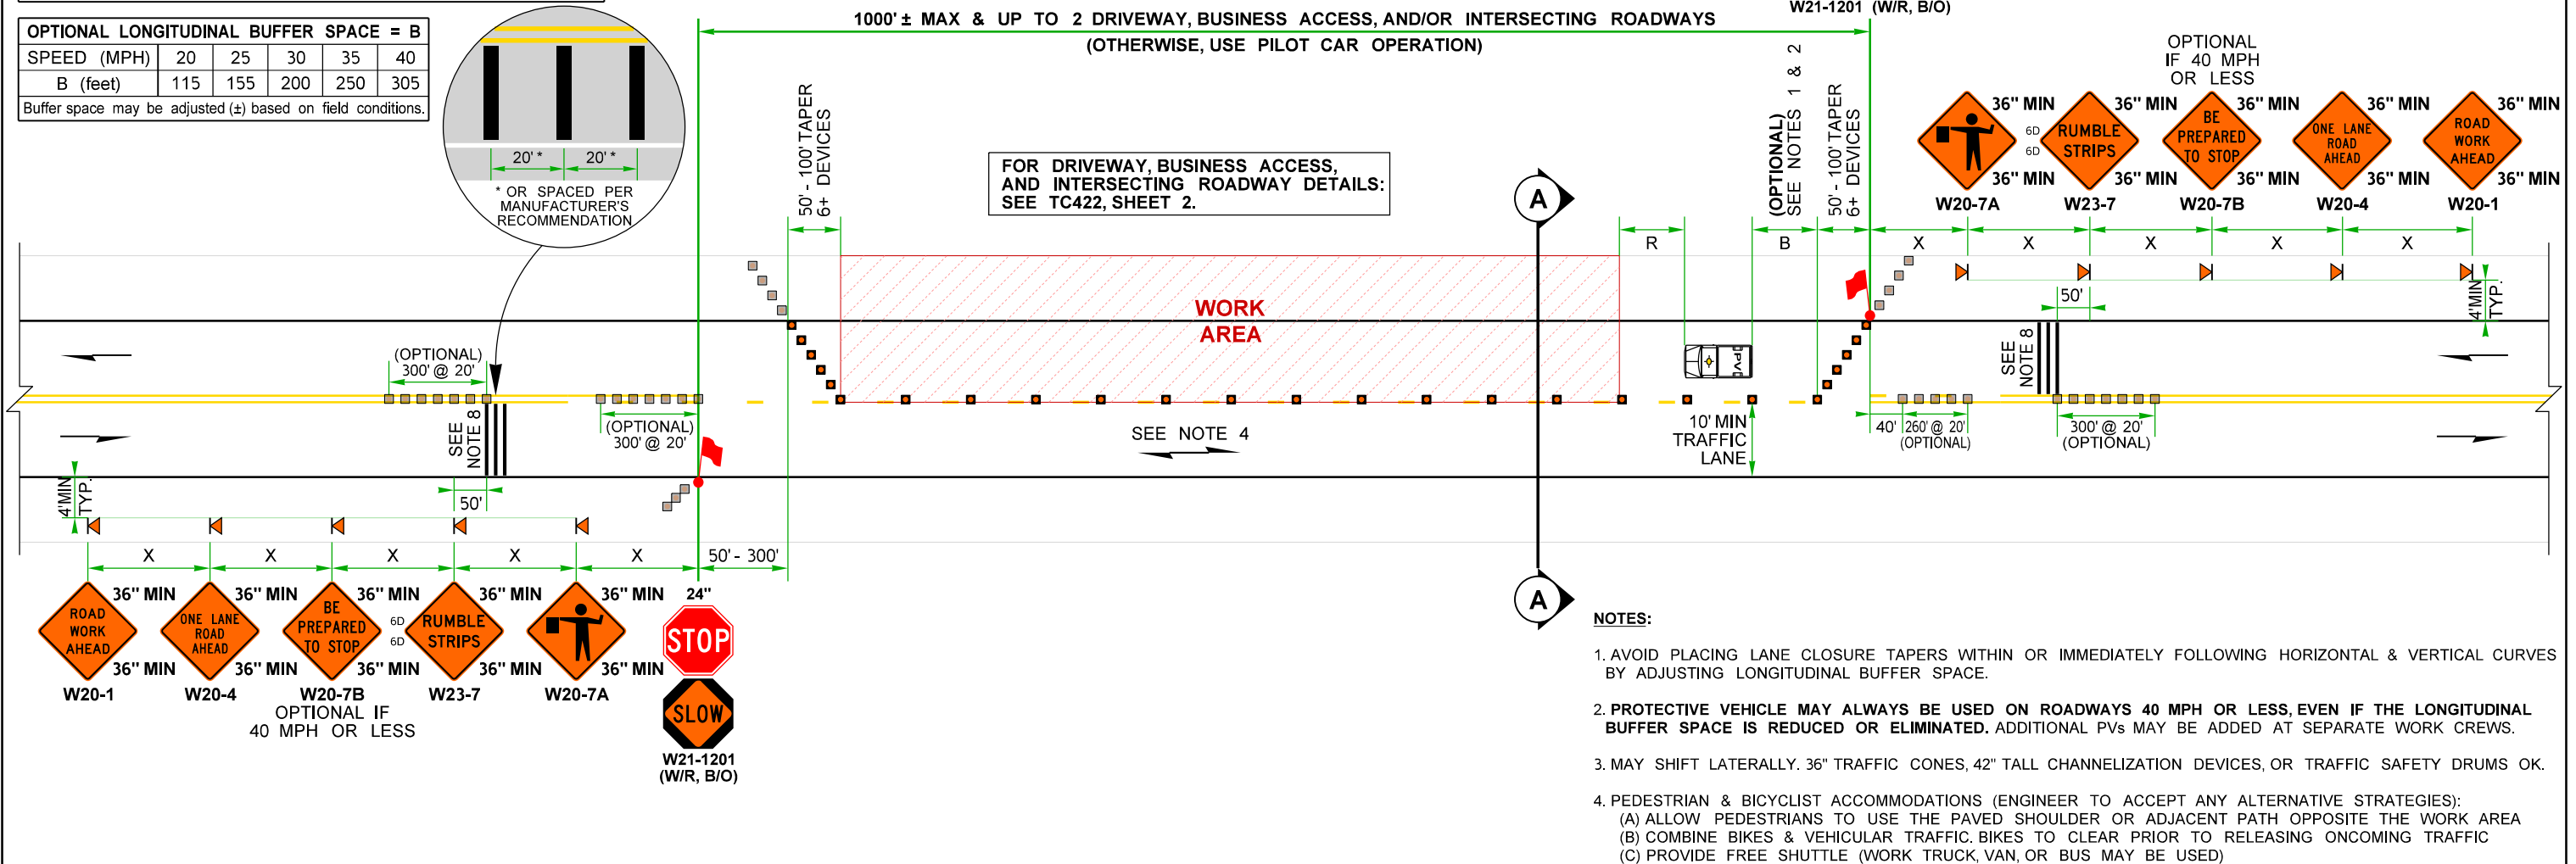 OPTIONAL LONGITUDINAL BUFFER SPACE = B
SPEED (MPH) 20 25 30 35 40
B (feet) 115 155 200 250 305
Buffer space may be adjusted (±) based on field conditions.
20' * 20' *
* OR SPACED PER
MANUFACTURER'S
RECOMMENDATION
1000' ± MAX & UP TO 2 DRIVEWAY, BUSINESS ACCESS, AND/OR INTERSECTING ROADWAYS
(OTHERWISE, USE PILOT CAR OPERATION)
W21-1201 (W/R, B/O)
50' - 100' TAPER
6+ DEVICES
FOR DRIVEWAY, BUSINESS ACCESS,
AND INTERSECTING ROADWAY DETAILS:
SEE TC422, SHEET 2.
A
(OPTIONAL)
SEE NOTES 1 & 2
50' - 100' TAPER
6+ DEVICES
OPTIONAL
IF 40 MPH
OR LESS
36" MIN 36" MIN 36" MIN 36" MIN 36" MIN
6D
6D
RUMBLE
STRIPS
BE
PREPARED
TO STOP
ONE LANE
ROAD
AHEAD
ROAD
WORK
AHEAD
36" MIN 36" MIN 36" MIN 36" MIN 36" MIN
W20-7A W23-7 W20-7B W20-4 W20-1
R B X X X X X
WORK
AREA
50'
4' MIN
TYP.
(OPTIONAL)
300' @ 20'
SEE
NOTE 8
(OPTIONAL)
300' @ 20'
PV
SEE
NOTE 8
SEE NOTE 4
10' MIN
TRAFFIC
LANE
40' 260' @ 20'
(OPTIONAL)
300' @ 20'
(OPTIONAL)
4' MIN
TYP.
50'
X X X X X 50' - 300'
36" MIN 36" MIN 36" MIN 36" MIN 36" MIN 24"
ROAD
WORK
AHEAD
ONE LANE
ROAD
AHEAD
BE
PREPARED
TO STOP
6D
6D
RUMBLE
STRIPS
STOP
36" MIN 36" MIN 36" MIN 36" MIN 36" MIN
W20-1 W20-4 W20-7B W23-7 W20-7A
OPTIONAL IF
40 MPH OR LESS
SLOW
W21-1201
(W/R, B/O)
A
NOTES:
1. AVOID PLACING LANE CLOSURE TAPERS WITHIN OR IMMEDIATELY FOLLOWING HORIZONTAL & VERTICAL CURVES
BY ADJUSTING LONGITUDINAL BUFFER SPACE.
2. PROTECTIVE VEHICLE MAY ALWAYS BE USED ON ROADWAYS 40 MPH OR LESS, EVEN IF THE LONGITUDINAL
BUFFER SPACE IS REDUCED OR ELIMINATED. ADDITIONAL PVs MAY BE ADDED AT SEPARATE WORK CREWS.
3. MAY SHIFT LATERALLY. 36" TRAFFIC CONES, 42" TALL CHANNELIZATION DEVICES, OR TRAFFIC SAFETY DRUMS OK.
4. PEDESTRIAN & BICYCLIST ACCOMMODATIONS (ENGINEER TO ACCEPT ANY ALTERNATIVE STRATEGIES):
(A) ALLOW PEDESTRIANS TO USE THE PAVED SHOULDER OR ADJACENT PATH OPPOSITE THE WORK AREA
(B) COMBINE BIKES & VEHICULAR TRAFFIC. BIKES TO CLEAR PRIOR TO RELEASING ONCOMING TRAFFIC
(C) PROVIDE FREE SHUTTLE (WORK TRUCK, VAN, OR BUS MAY BE USED)